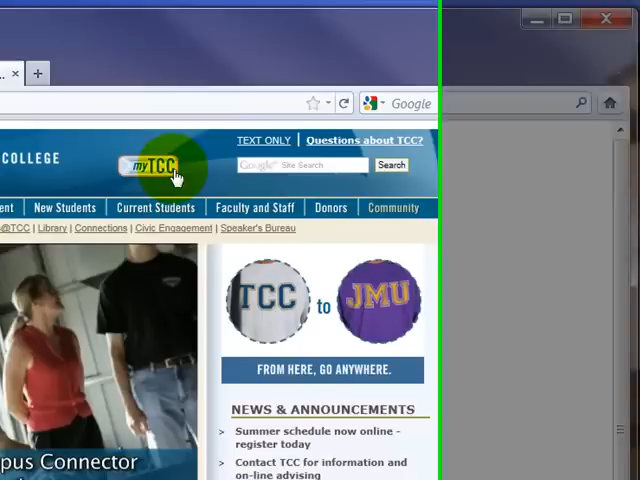 Google
COLLEGE
myTCC
TEXT ONLY | Questions about TCC?
Google Site Search
Search
New Students | Current Students | Faculty and Staff | Donors | Community
@TCC | Library | Connections | Civic Engagement | Speaker's Bureau
TCC to JMU
FROM HERE, GO ANYWHERE.
NEWS & ANNOUNCEMENTS
> Summer schedule now online -
register today
> Contact TCC for information and
on-line advising
Connector